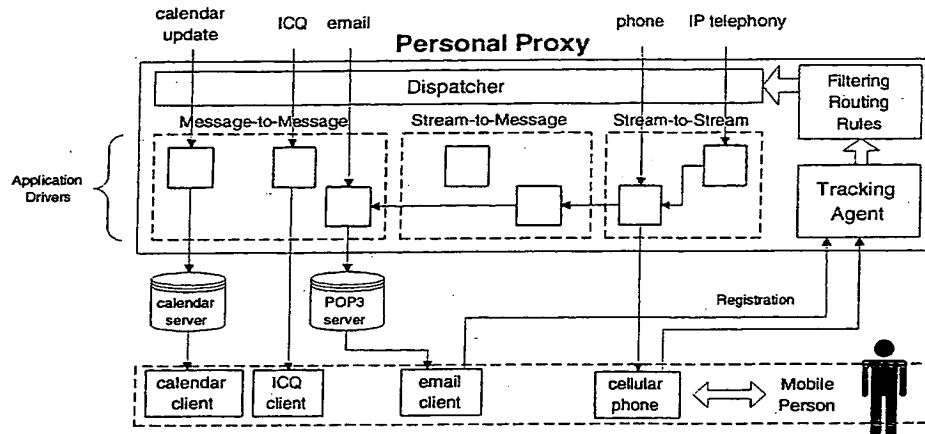 calendar
update
ICQ
email
phone
IP telephony
Personal Proxy
Dispatcher
Filtering
Routing
Rules
Message-to-Message
Stream-to-Message
Stream-to-Stream
Application
Drivers
Tracking
Agent
calendar
server
POP3
server
Registration
calendar
client
ICQ
client
email
client
cellular
phone
Mobile
Person